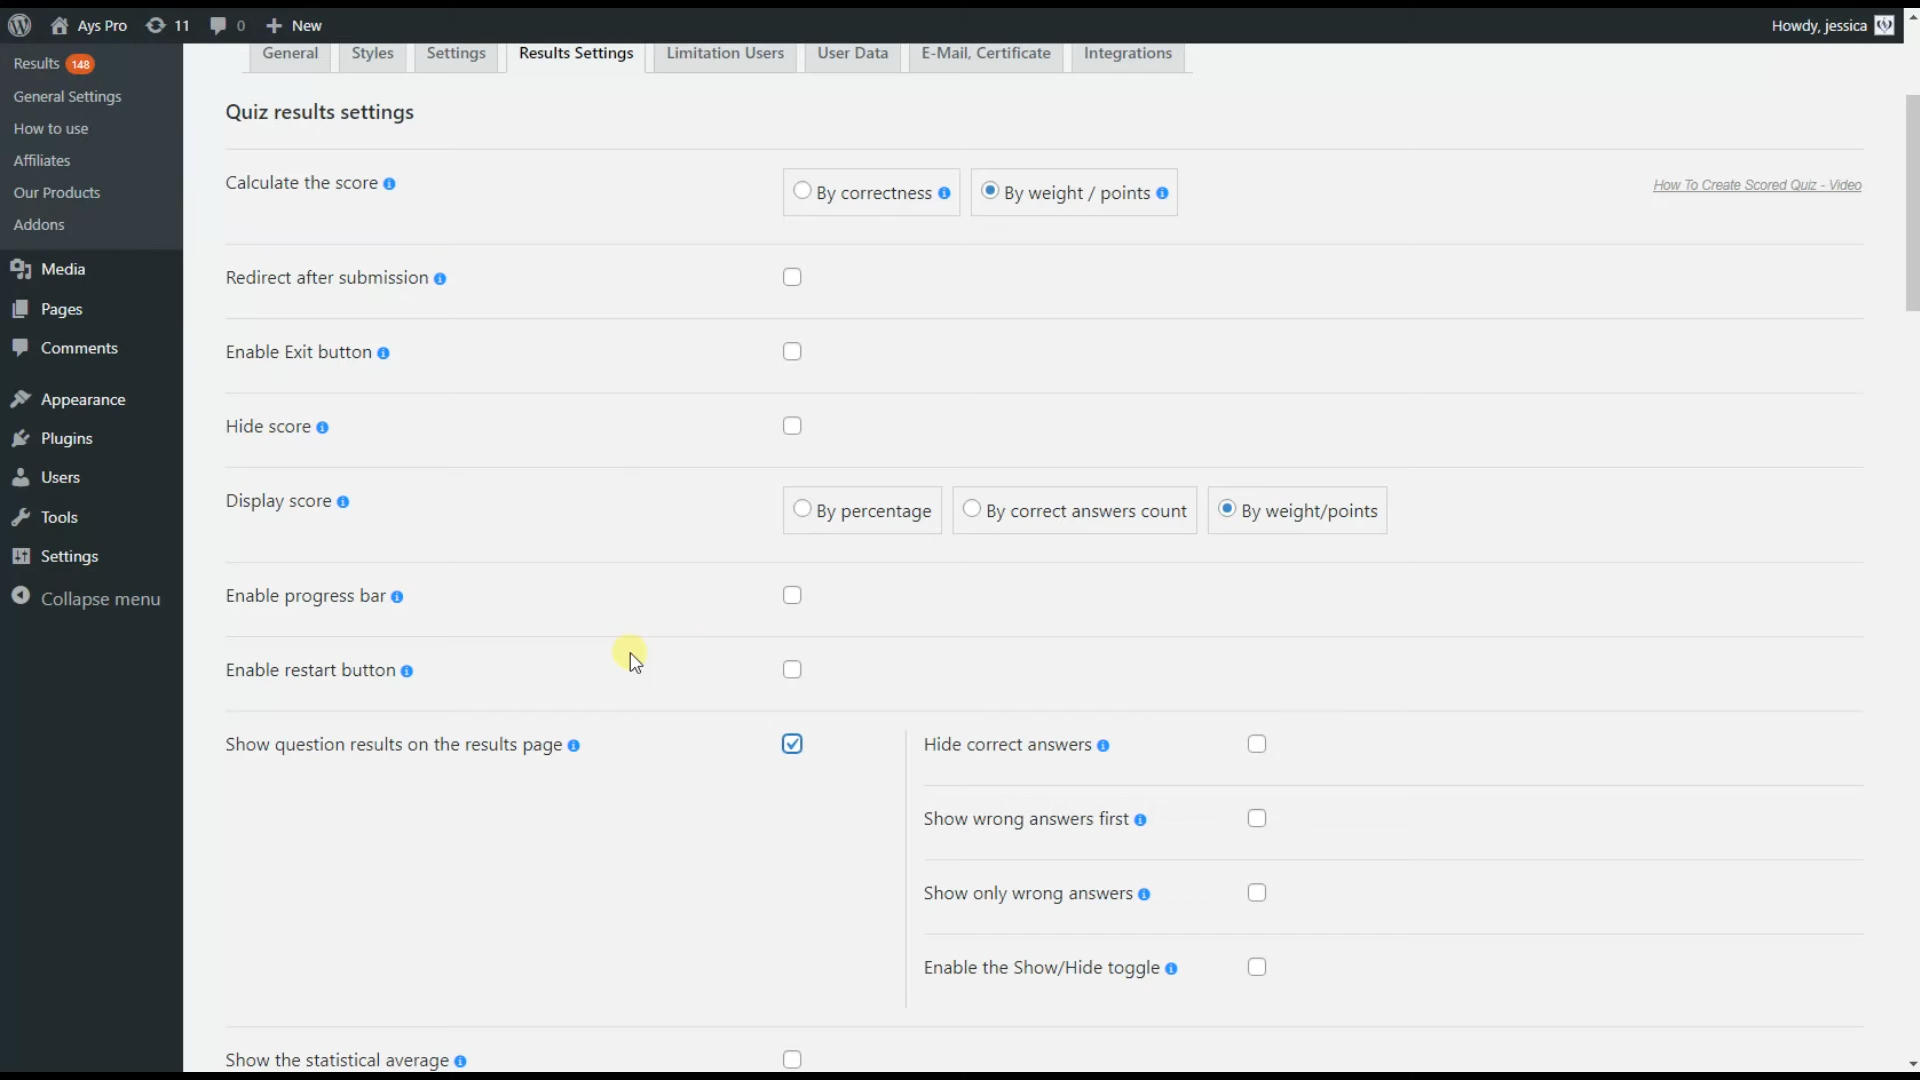 Ays Pro 11 0 New Howdy, jessica
General Styles Settings Results Settings Limitation Users User Data E-Mail, Certificate Integrations
Results 148
General Settings
How to use
Affiliates
Our Products
Addons
Media
Pages
Comments
Appearance
Plugins
Users
Tools
Settings
Collapse menu
Quiz results settings
Calculate the score By correctness By weight / points How To Create Scored Quiz - Video
Redirect after submission
Enable Exit button
Hide score
Display score By percentage By correct answers count By weight/points
Enable progress bar
Enable restart button
Show question results on the results page Hide correct answers
Show wrong answers first
Show only wrong answers
Enable the Show/Hide toggle
Show the statistical average